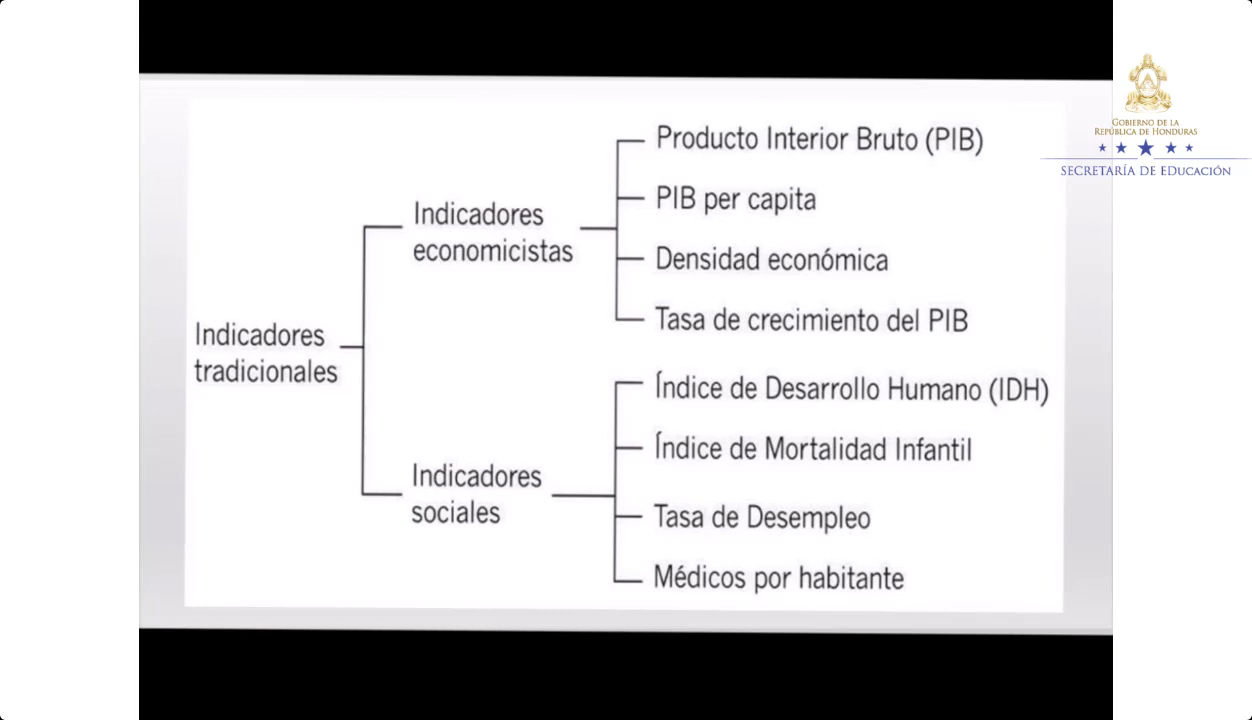 Producto Interior Bruto (PIB)
PIB per capita
Indicadores
economicistas
Densidad económica
Tasa de crecimiento del PIB
Indicadores
tradicionales
Índice de Desarrollo Humano (IDH)
Índice de Mortalidad Infantil
Indicadores
sociales
Tasa de Desempleo
Médicos por habitante
GOBIERNO DE LA
REPÚBLICA DE HONDURAS
SECRETARÍA DE EDUCACIÓN